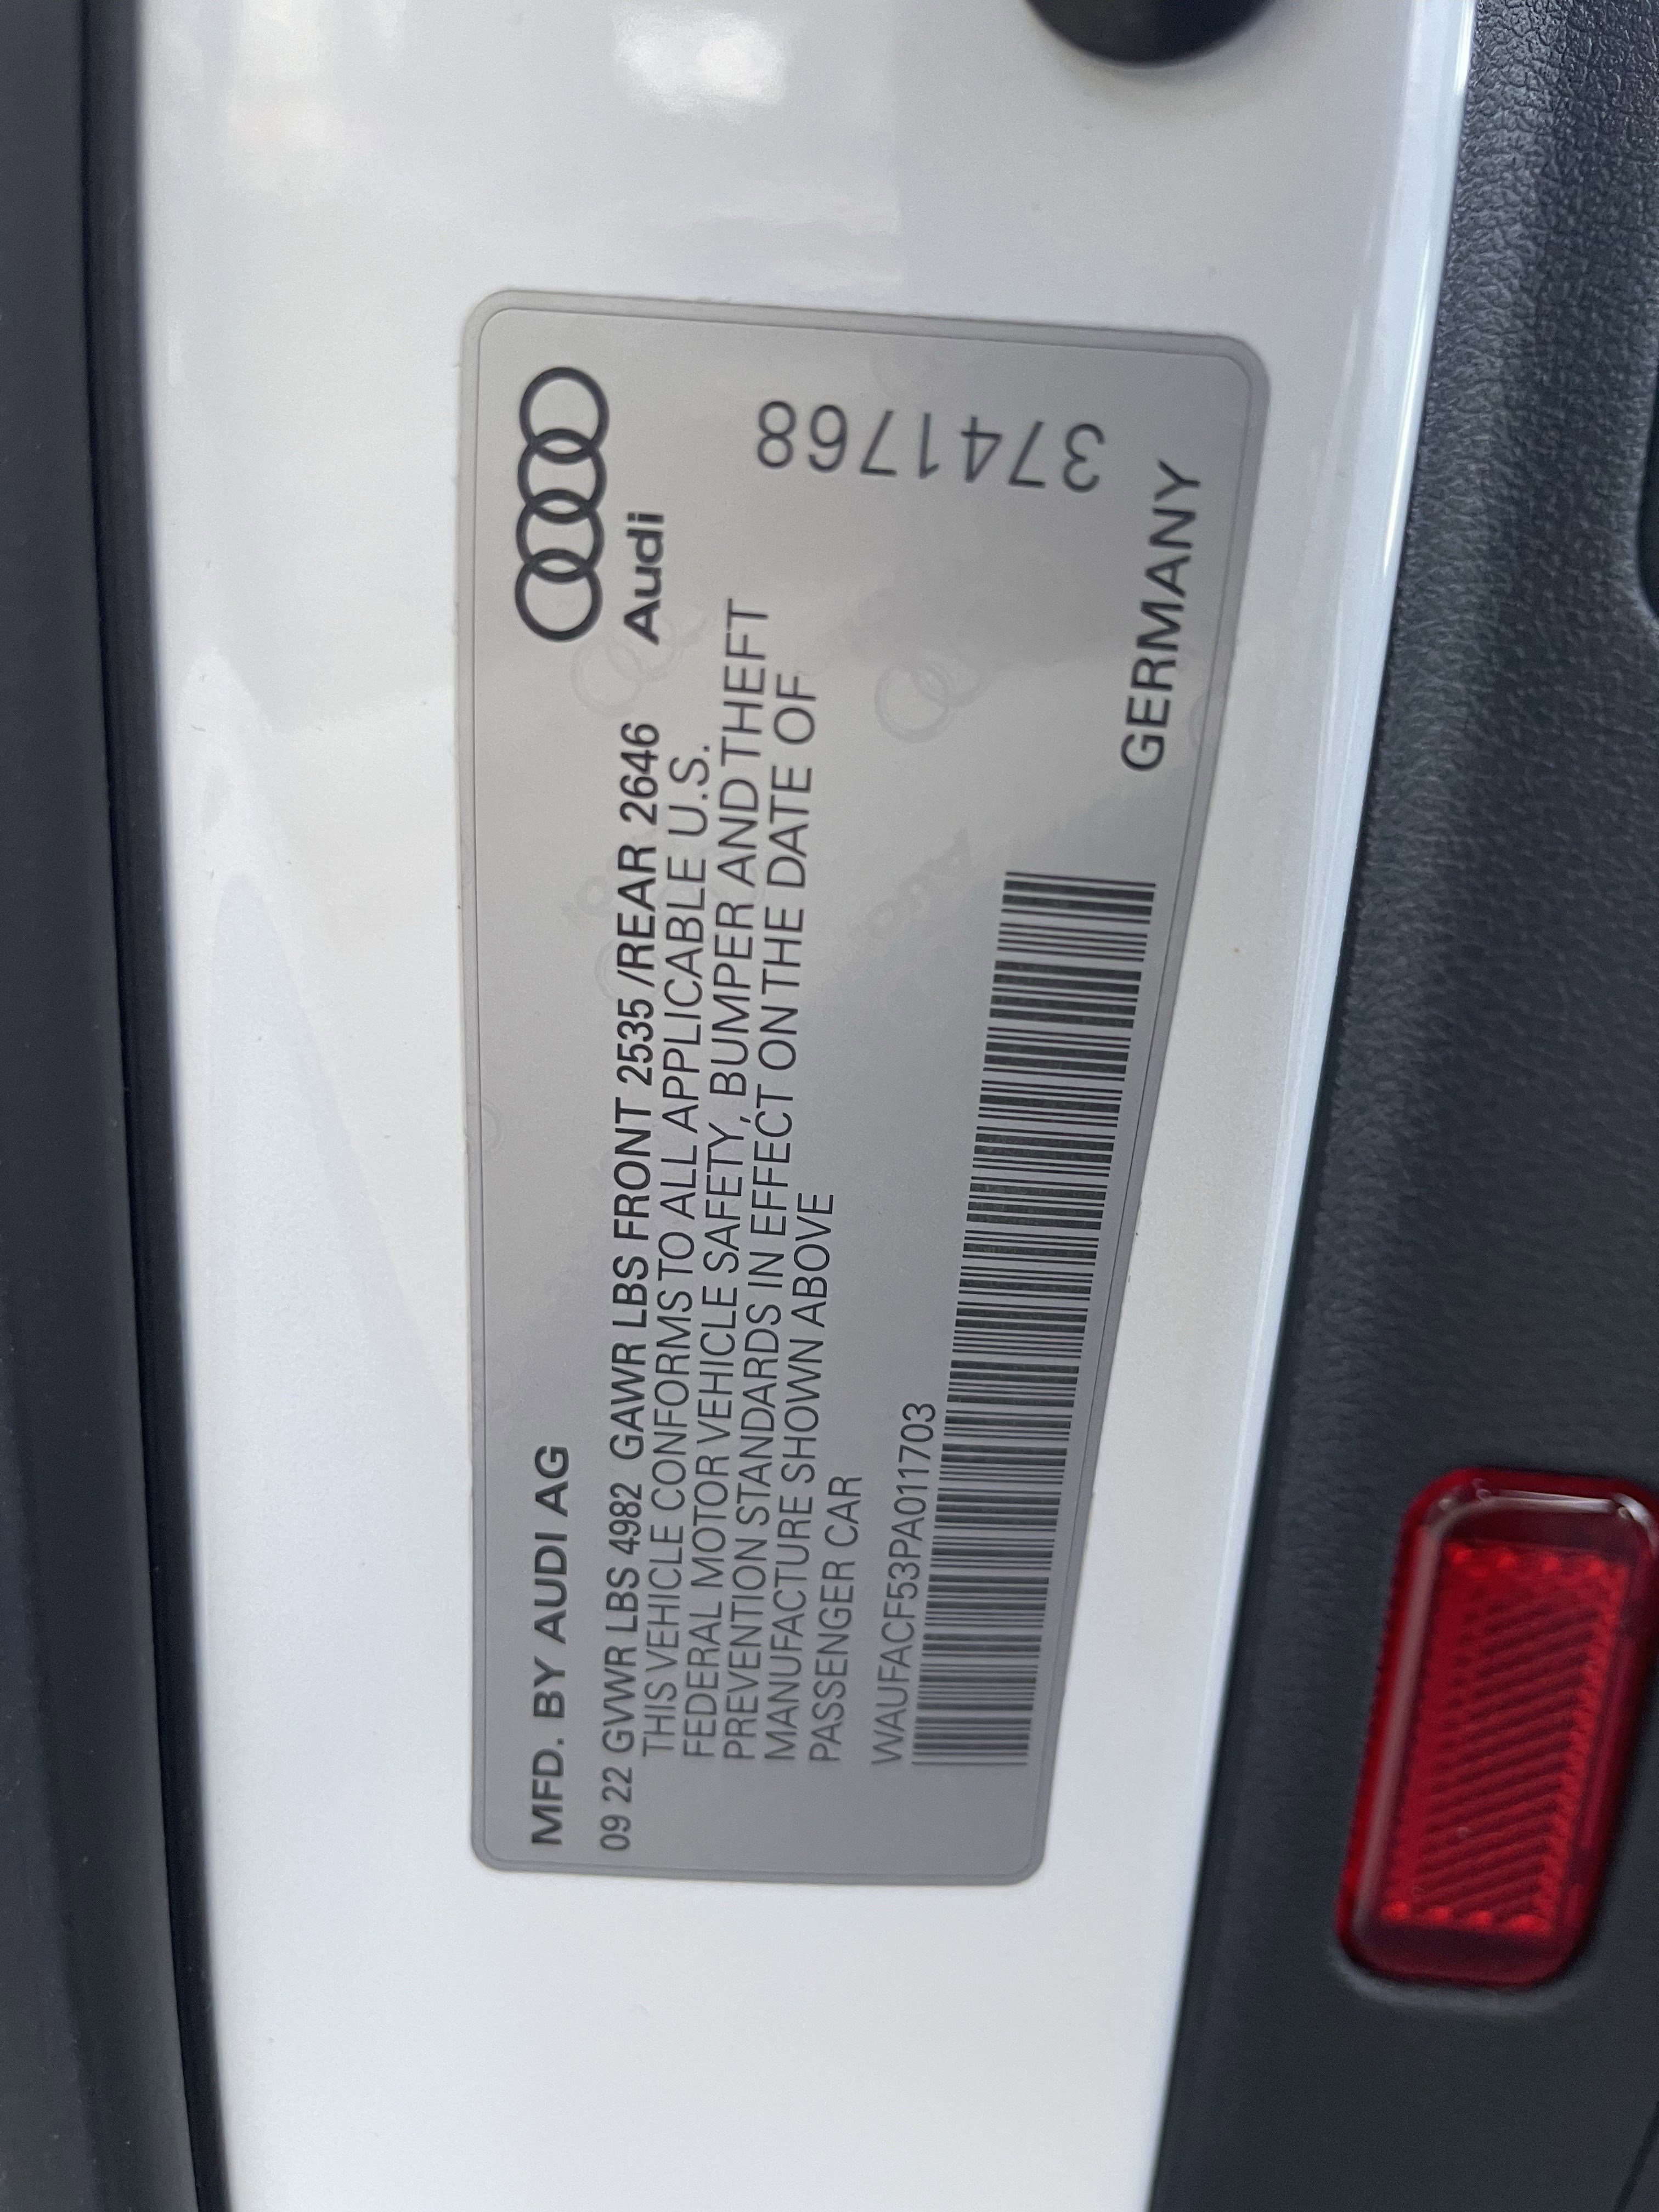 MFD. BY AUDI AG
Audi
09 22 GVWR LBS 4982 GAWR LBS FRONT 2535 /REAR 2646
THIS VEHICLE CONFORMS TO ALL APPLICABLE U.S.
FEDERAL MOTOR VEHICLE SAFETY, BUMPER AND THEFT
PREVENTION STANDARDS IN EFFECT ON THE DATE OF
MANUFACTURE SHOWN ABOVE
PASSENGER CAR
3741768
WAUFACF53PA011703
GERMANY